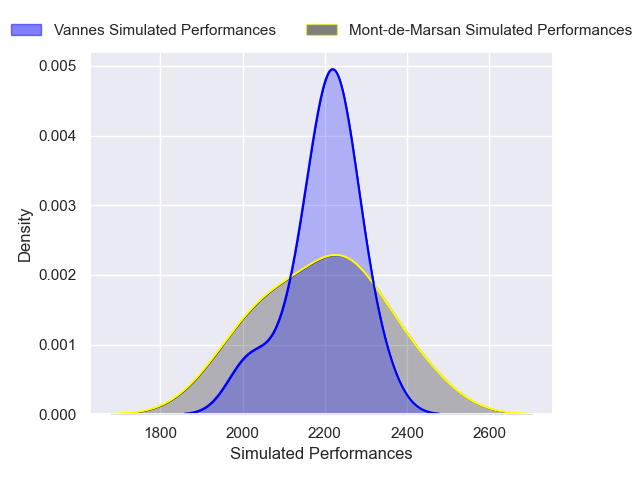 Vannes Simulated Performances Mont-de-Marsan Simulated Performances
0.005
0.004
0.003
0.002
0.001
0.000
Density
1800 2000 2200 2400 2600
Simulated Performances